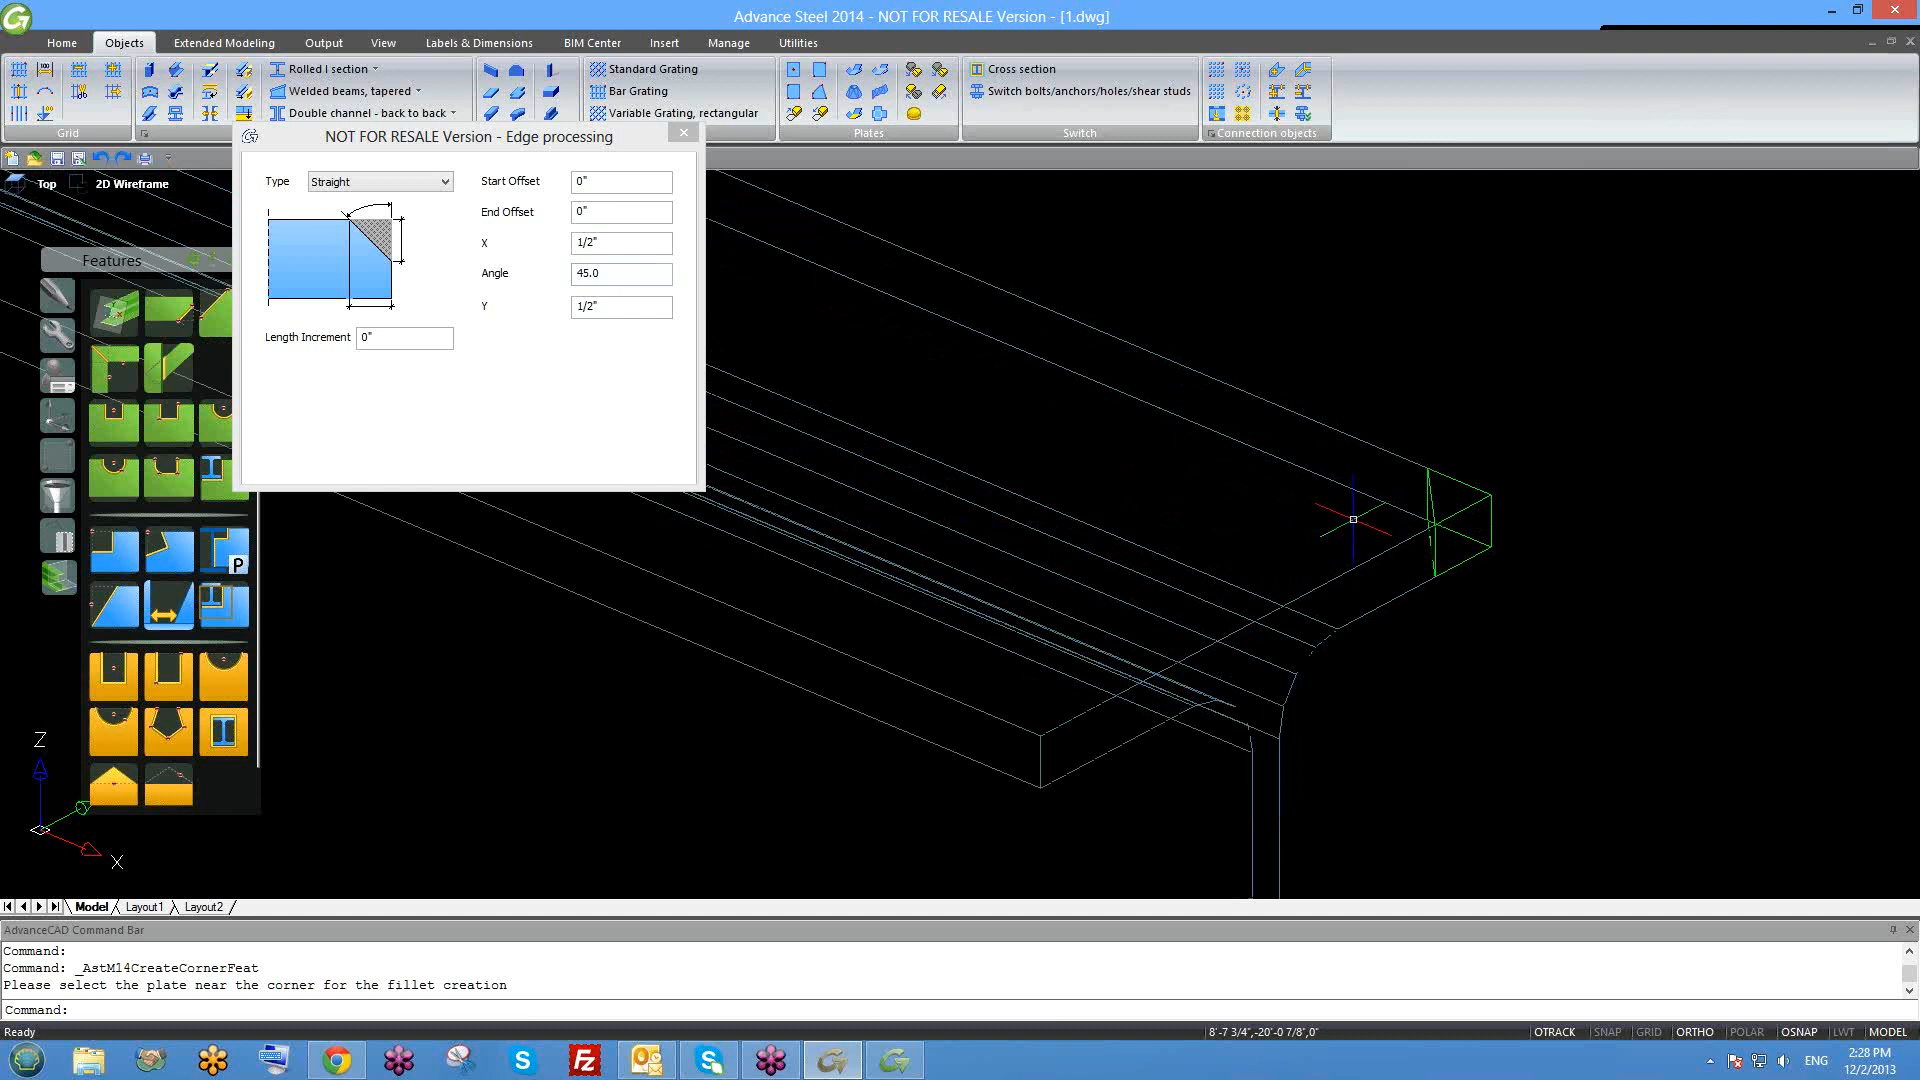 Advance Steel 2014 - NOT FOR RESALE Version - [1.dwg]
Home Objects Extended Modeling Output View Labels & Dimensions BIM Center Insert Manage Utilities
Rolled I section Standard Grating Cross section
Welded beams, tapered Bar Grating Switch bolts/anchors/holes/shear studs
Double channel - back to back Variable Grating, rectangular
Grid Plates Switch Connection objects
NOT FOR RESALE Version - Edge processing
Top 2D Wireframe
Type Straight Start Offset 0"
End Offset 0"
X 1/2"
Angle 45.0
Y 1/2"
Length Increment 0"
Features
P
Z
X
Model Layout1 Layout2
AdvanceCAD Command Bar
Command:
Command: _AstM14CreateCornerFeat
Please select the plate near the corner for the fillet creation
Command:
Ready 8'-7 3/4",-20'-0 7/8",0" OTRACK SNAP GRID ORTHO POLAR OSNAP LWT MODEL
ENG 2:28 PM
12/2/2013